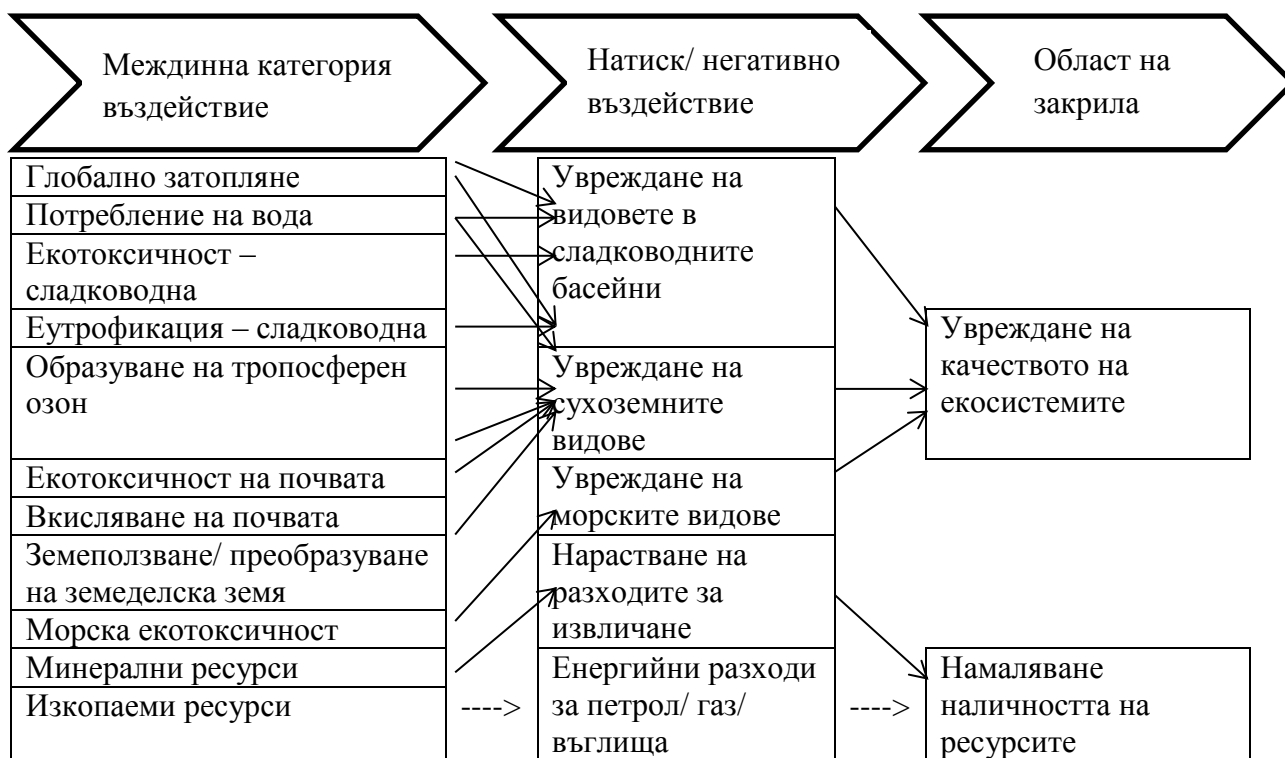 Междинна категория
въздействие
Натиск/ негативно
въздействие
Област на
закрила
Глобално затопляне
Потребление на вода
Екотоксичност –
сладководна
Еутрофикация – сладководна
Образуване на тропосферен
озон
Екотоксичност на почвата
Вкисляване на почвата
Земеползване/ преобразуване
на земеделска земя
Морска екотоксичност
Минерални ресурси
Изкопаеми ресурси
---->
Увреждане на
видовете в
сладководните
басейни
Увреждане на
сухоземните
видове
Увреждане на
морските видове
Нарастване на
разходите за
извличане
Енергийни разходи
за петрол/ газ/
въглища
---->
Увреждане на
качеството на
екосистемите
Намаляване
наличността на
ресурсите